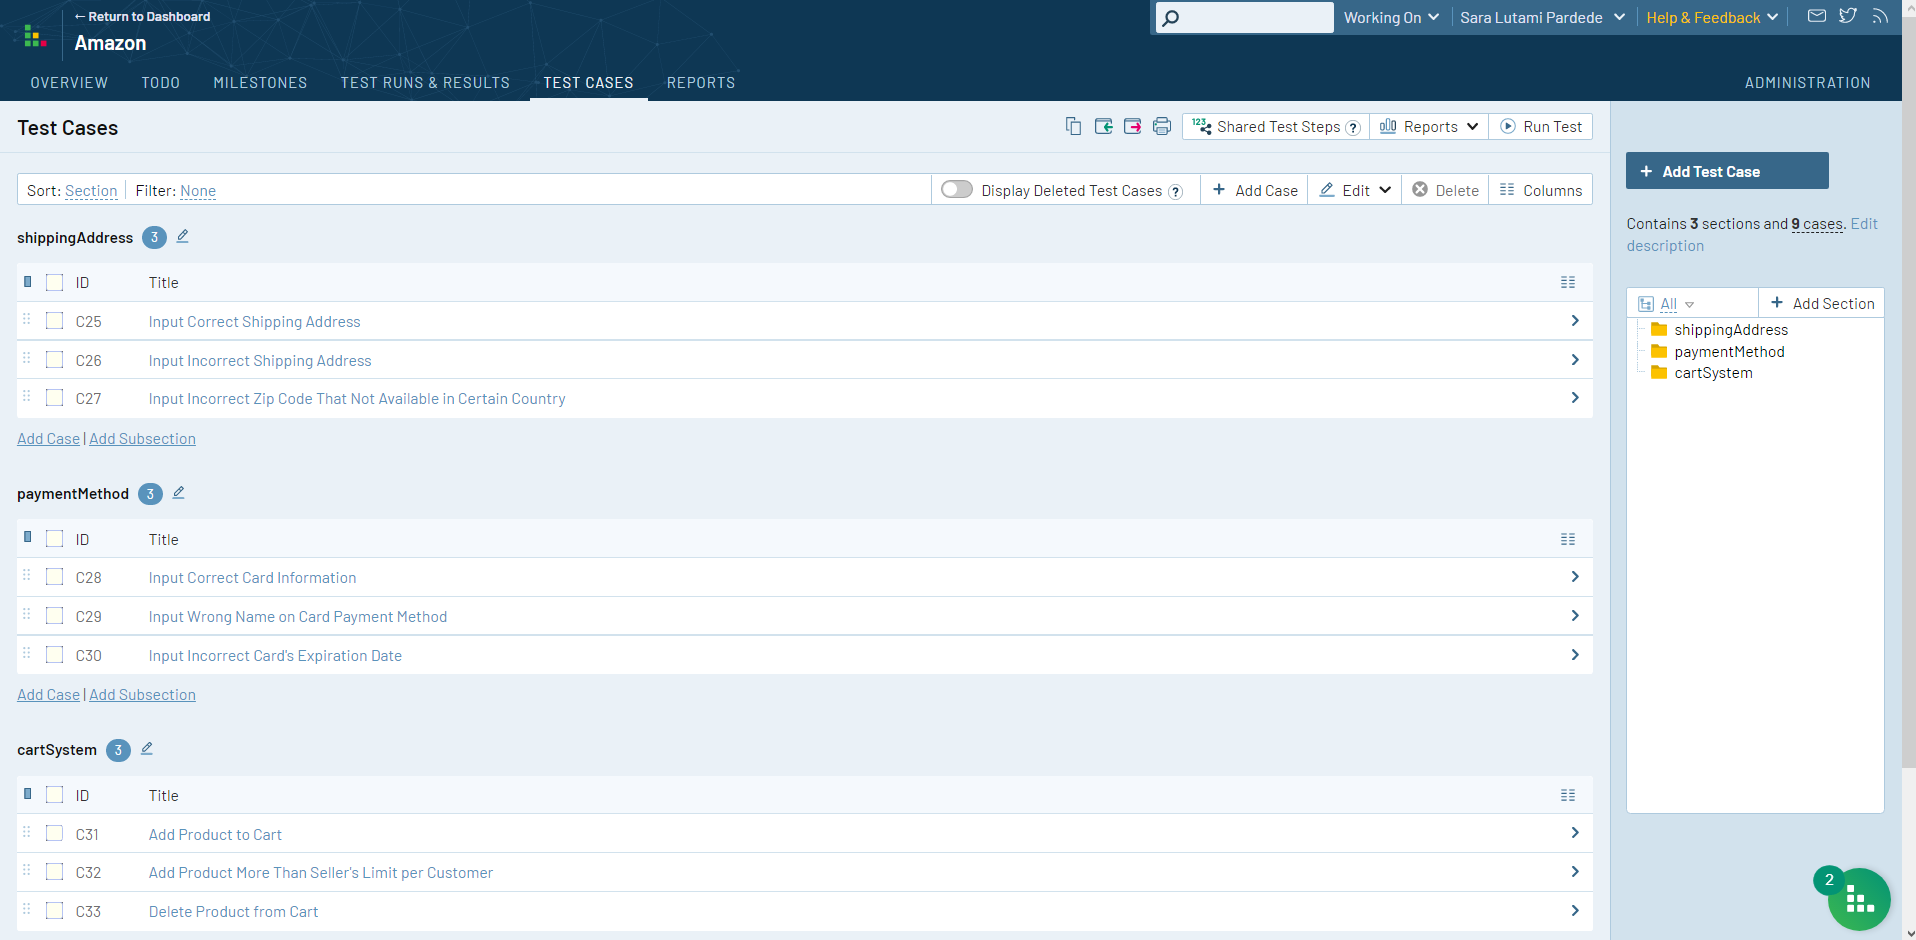 ← Return to Dashboard
Amazon
Working On
Sara Lutami Pardede
Help & Feedback
OVERVIEW TODO MILESTONES TEST RUNS & RESULTS TEST CASES REPORTS ADMINISTRATION
Test Cases
123 Shared Test Steps ? Reports Run Test
Sort: Section Filter: None
Display Deleted Test Cases ? + Add Case Edit Delete Columns
+ Add Test Case
Contains 3 sections and 9 cases. Edit
description
All + Add Section
shippingAddress
paymentMethod
cartSystem
shippingAddress 3
ID Title
C25 Input Correct Shipping Address
C26 Input Incorrect Shipping Address
C27 Input Incorrect Zip Code That Not Available in Certain Country
Add Case | Add Subsection
paymentMethod 3
ID Title
C28 Input Correct Card Information
C29 Input Wrong Name on Card Payment Method
C30 Input Incorrect Card's Expiration Date
Add Case | Add Subsection
cartSystem 3
ID Title
C31 Add Product to Cart
C32 Add Product More Than Seller's Limit per Customer
C33 Delete Product from Cart
2